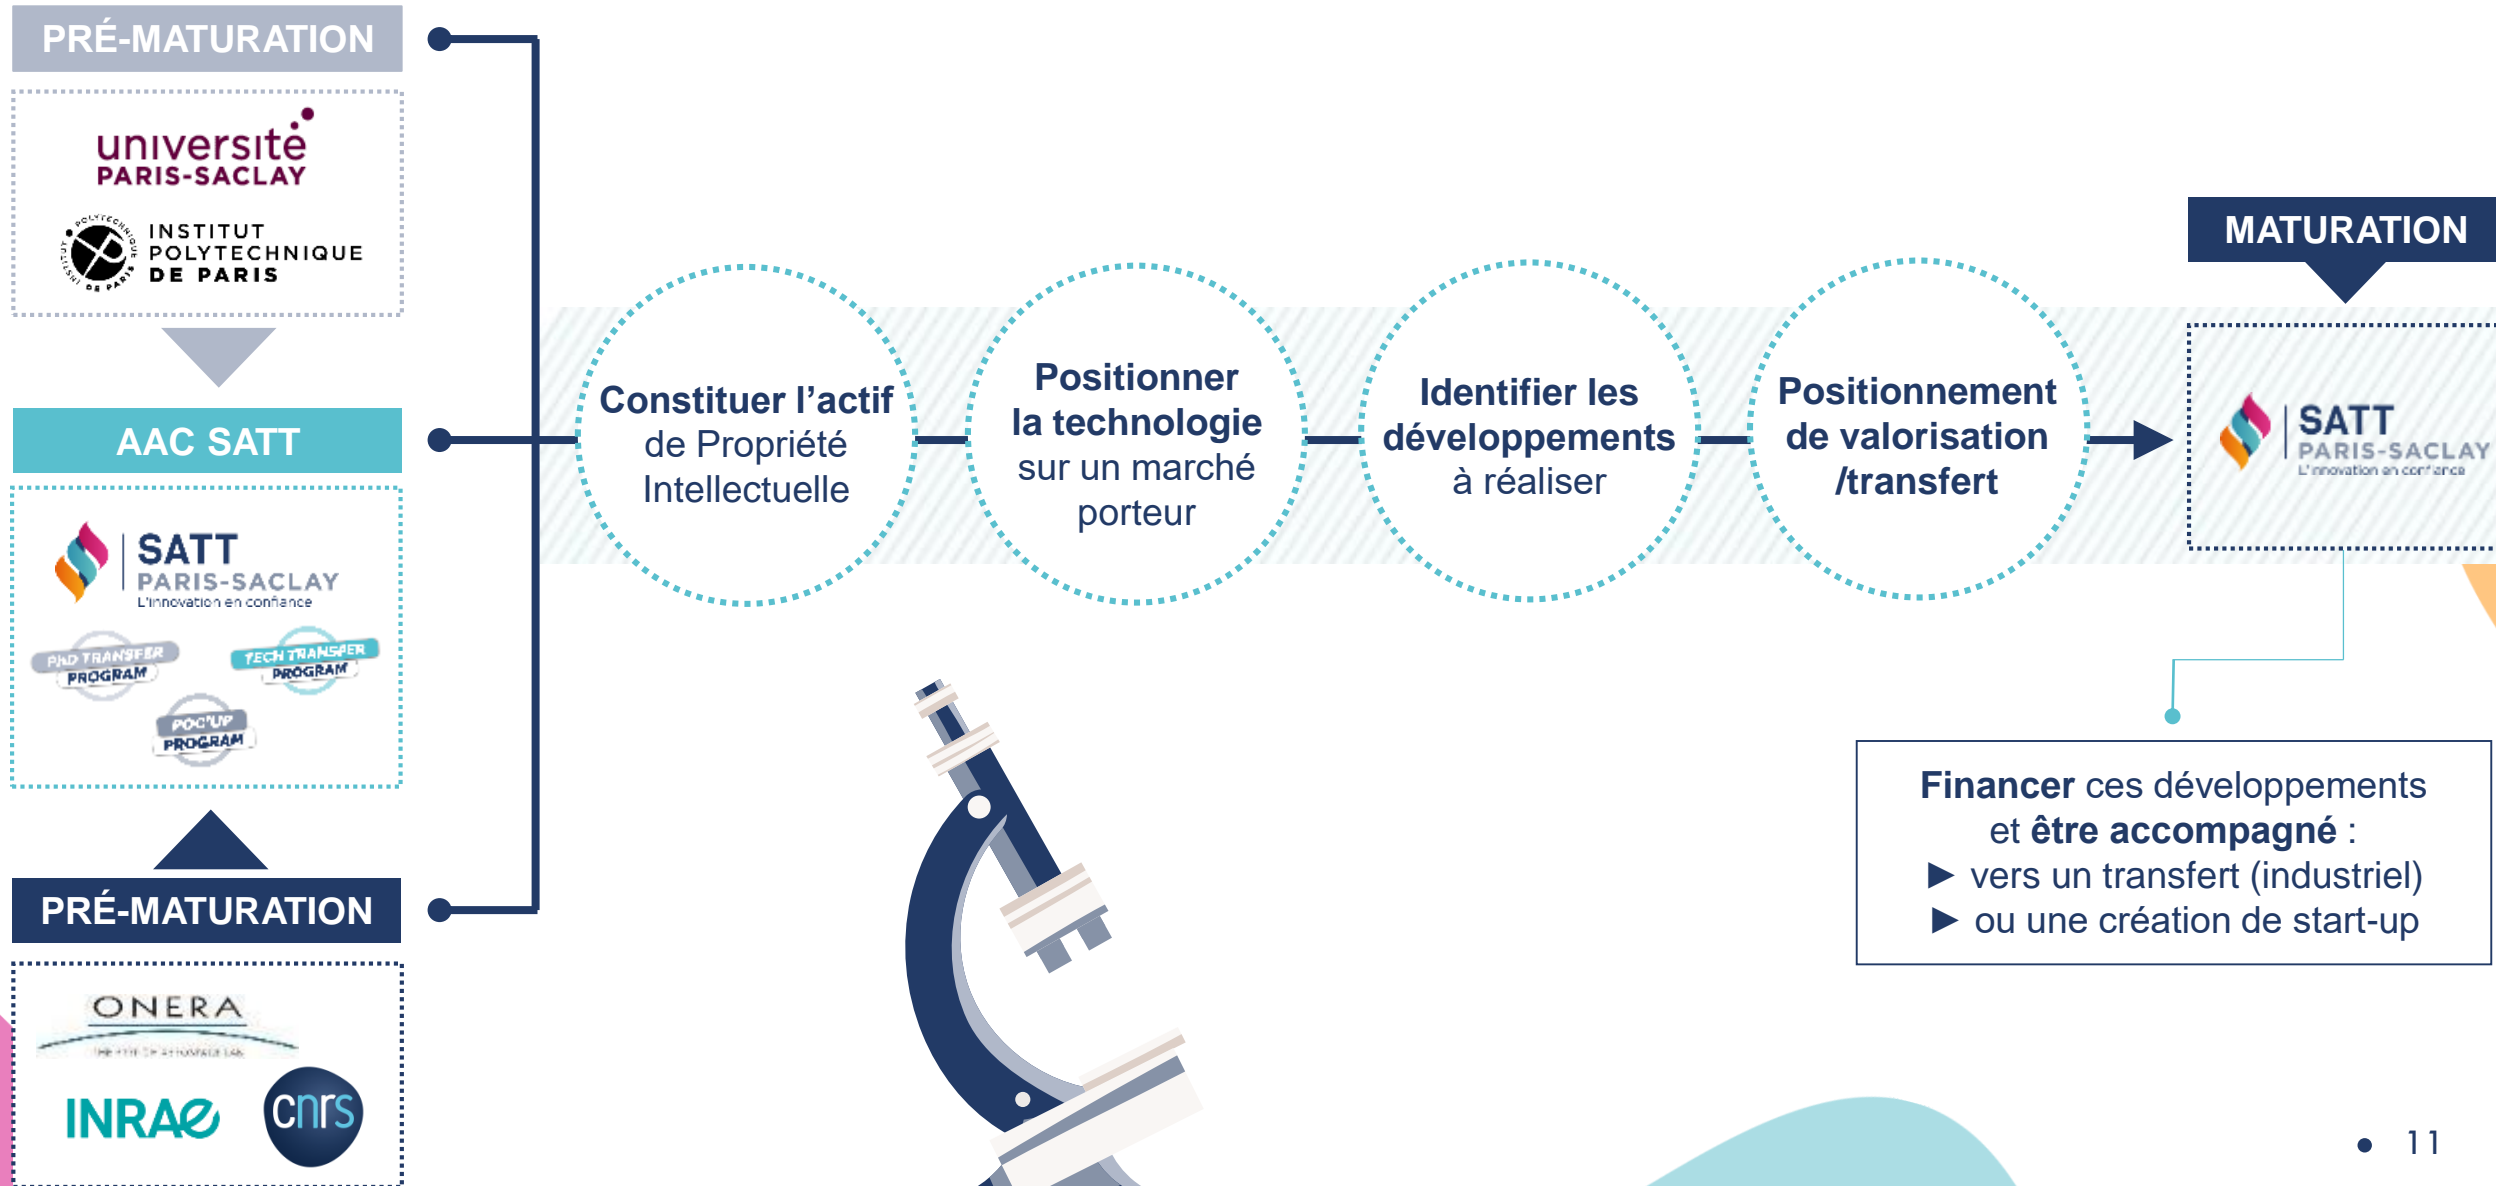 PRÉ-MATURATION
université
PARIS-SACLAY
INSTITUT
POLYTECHNIQUE
DE PARIS
AAC SATT
SATT
PARIS-SACLAY
L'innovation en confiance
PHD TRANSFER
PROGRAM
TECH TRANSFER
PROGRAM
POC'UP
PROGRAM
PRÉ-MATURATION
ONERA
INRAE
cnrs
Constituer l’actif
de Propriété
Intellectuelle
Positionner
la technologie
sur un marché
porteur
Identifier les
développements
à réaliser
Positionnement
de valorisation
/transfert
MATURATION
SATT
PARIS-SACLAY
L'innovation en confiance
Financer ces développements
et être accompagné :
► vers un transfert (industriel)
► ou une création de start-up
• 11